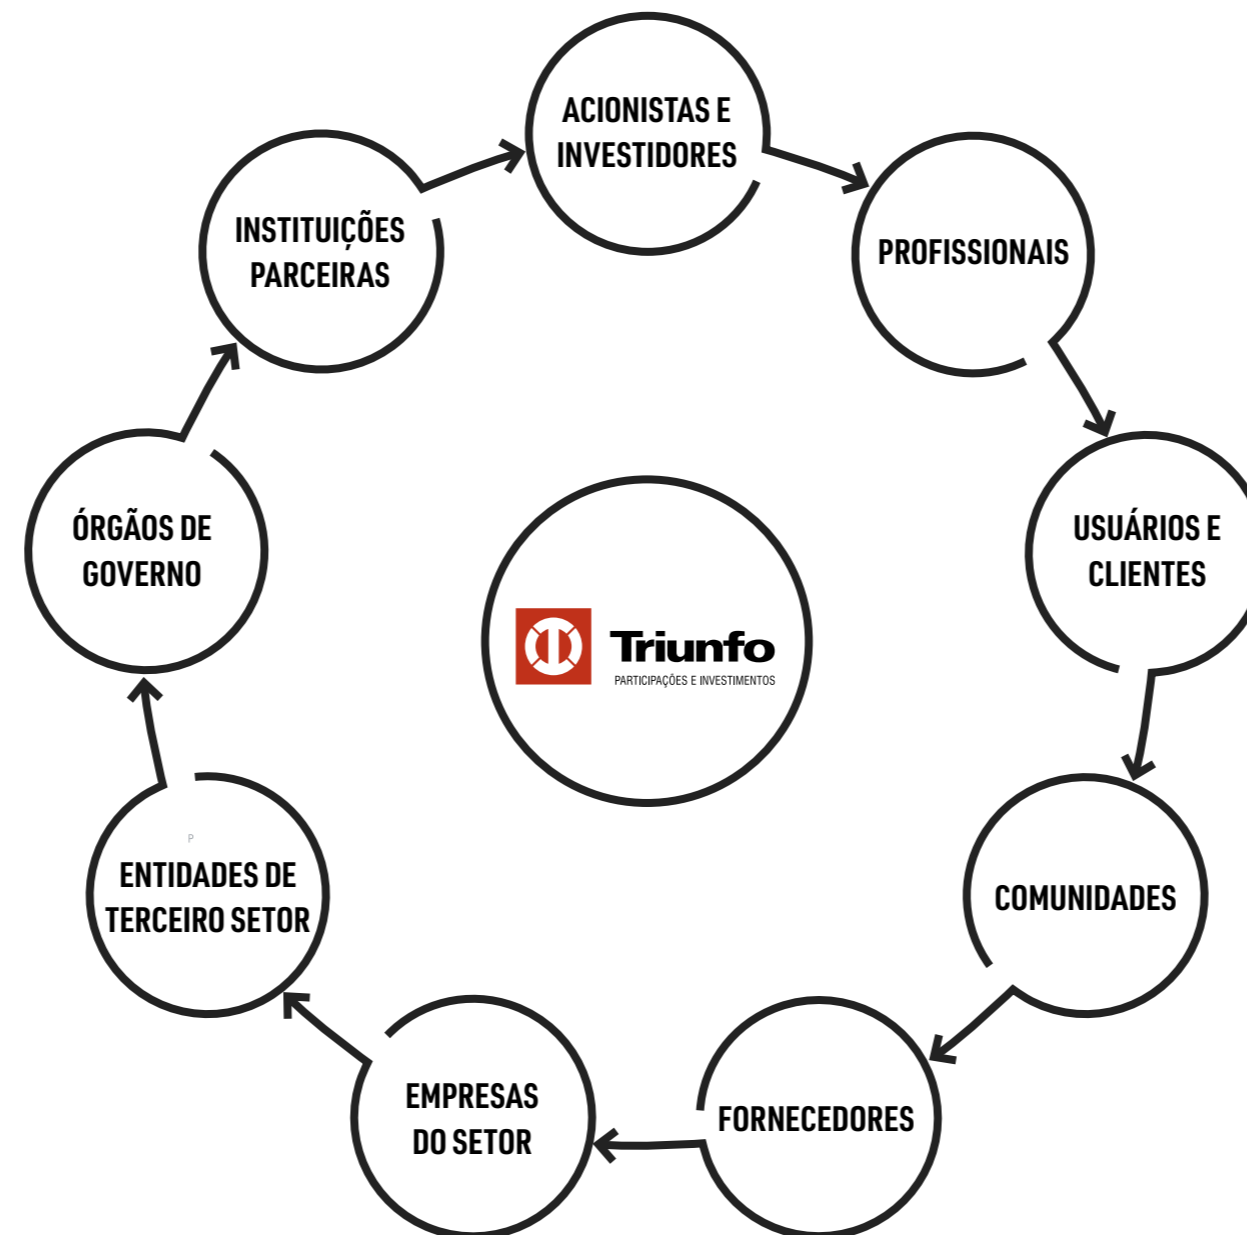 ACIONISTAS E
INVESTIDORES
PROFISSIONAIS
USUÁRIOS E
CLIENTES
COMUNIDADES
FORNECEDORES
EMPRESAS
DO SETOR
P
ENTIDADES DE
TERCEIRO SETOR
ÓRGÃOS DE
GOVERNO
INSTITUIÇÕES
PARCEIRAS
Triunfo
PARTICIPAÇÕES E INVESTIMENTOS